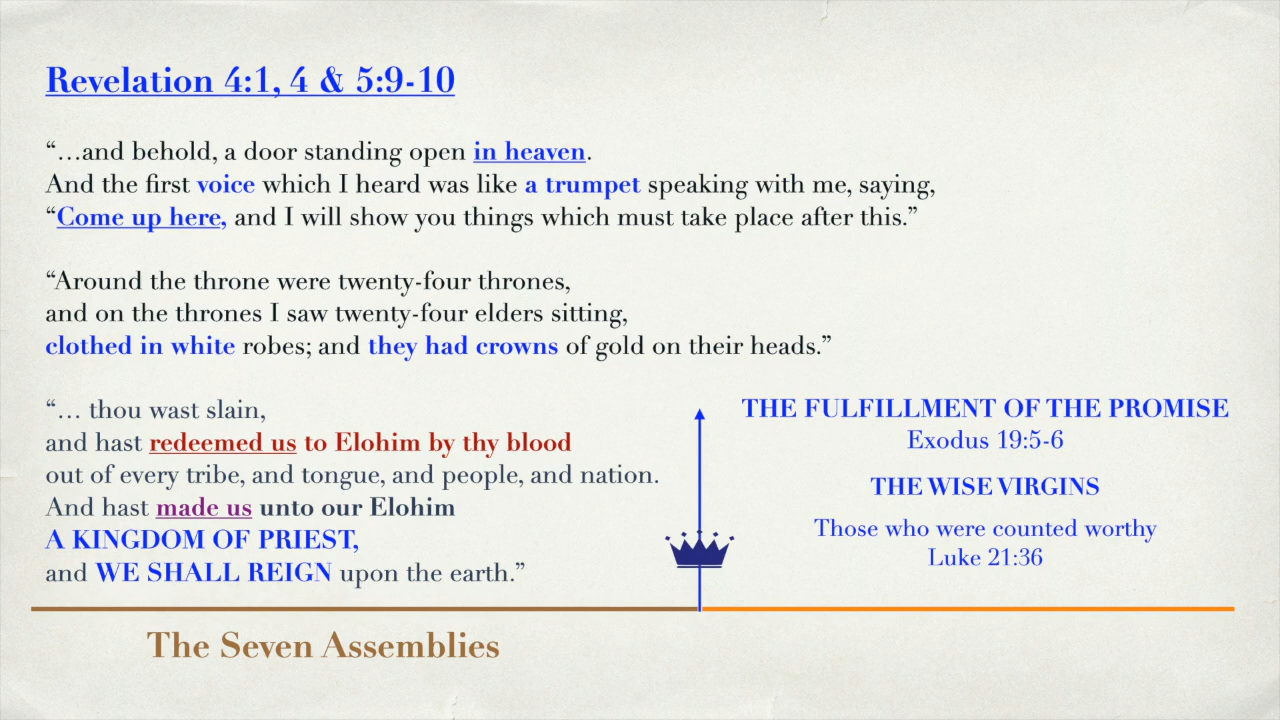 Revelation 4:1, 4 & 5:9-10
“…and behold, a door standing open in heaven.
And the first voice which I heard was like a trumpet speaking with me, saying,
“Come up here, and I will show you things which must take place after this.”
“Around the throne were twenty-four thrones,
and on the thrones I saw twenty-four elders sitting,
clothed in white robes; and they had crowns of gold on their heads.”
“… thou wast slain,
and hast redeemed us to Elohim by thy blood
out of every tribe, and tongue, and people, and nation.
And hast made us unto our Elohim
A KINGDOM OF PRIEST,
and WE SHALL REIGN upon the earth.”
THE FULFILLMENT OF THE PROMISE
Exodus 19:5-6
THE WISE VIRGINS
Those who were counted worthy
Luke 21:36
The Seven Assemblies